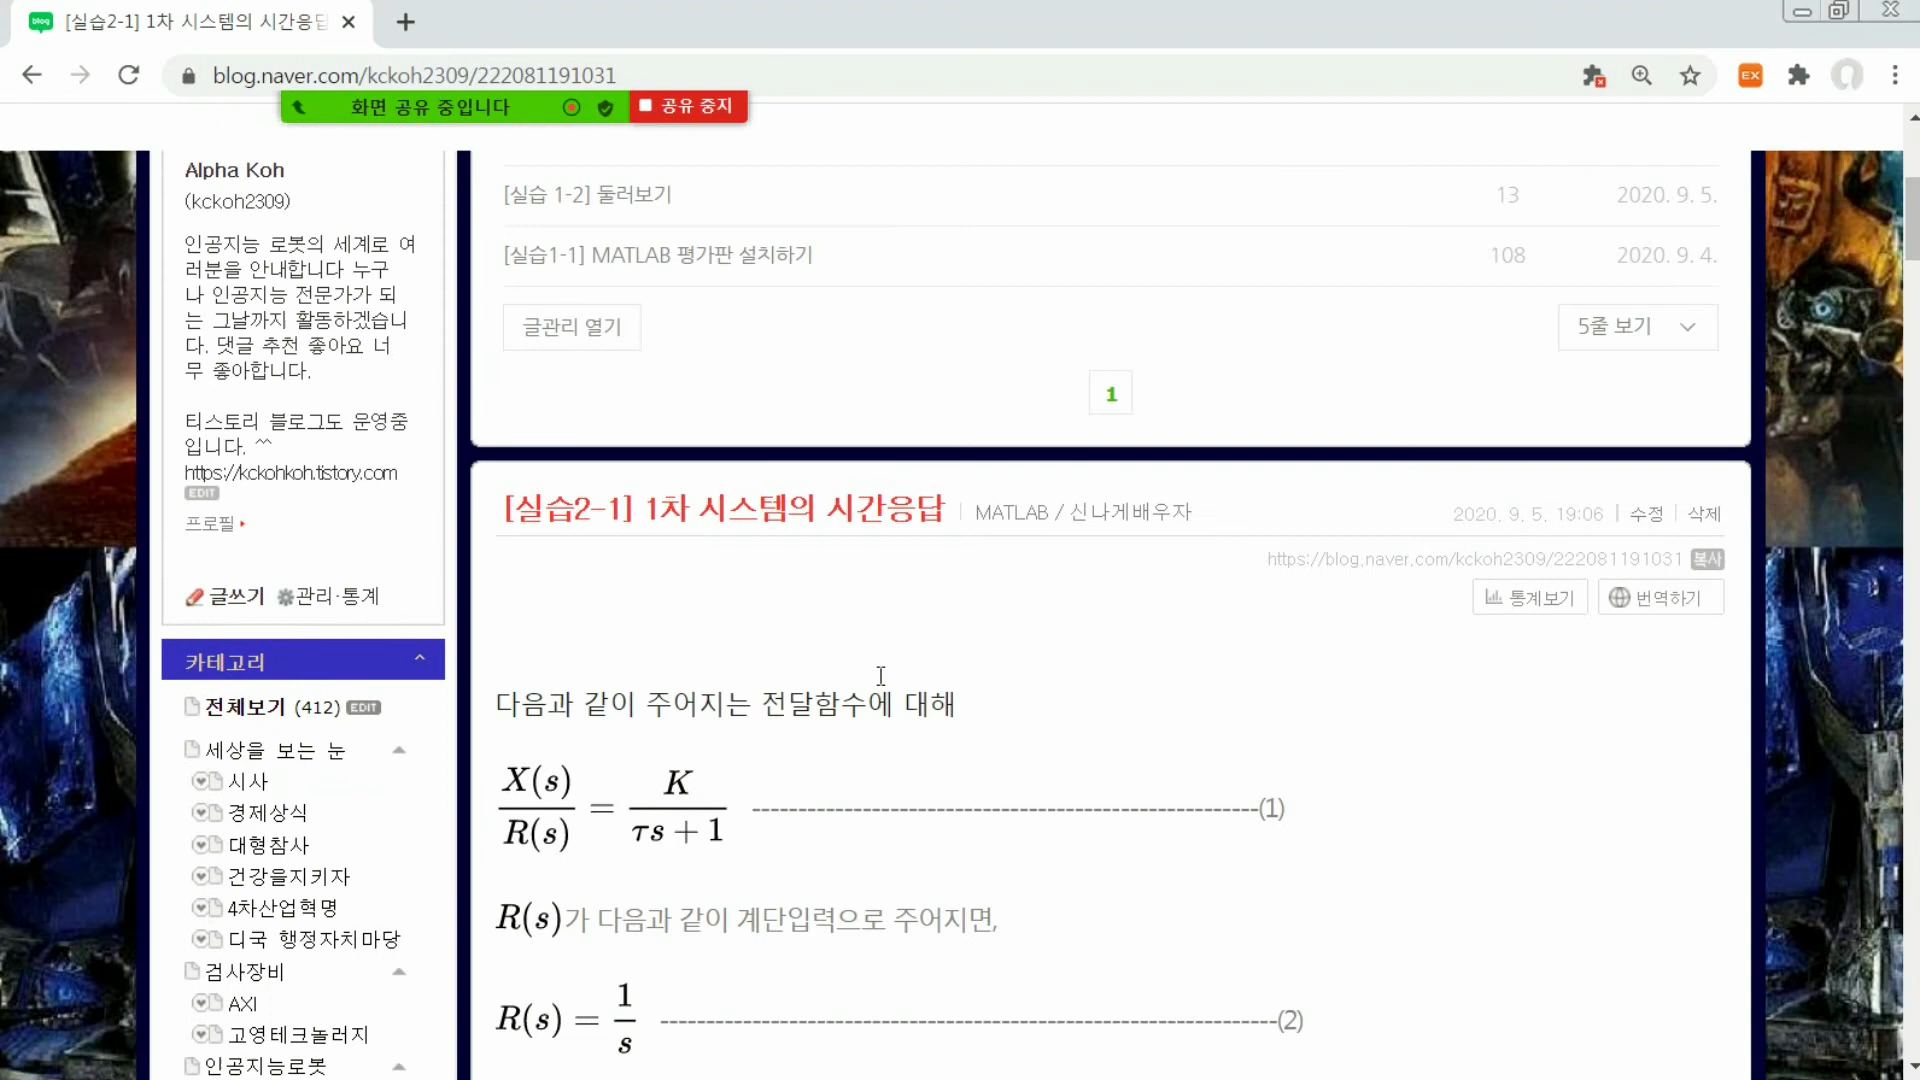 [실습2-1] 1차 시스템의 시간응답
blog.naver.com/kckoh2309/222081191031
EX
화면 공유 중입니다
공유 중지
Alpha Koh
(kckoh2309)
인공지능 로봇의 세계로 여
러분을 안내합니다 누구
나 인공지능 전문가가 되
는 그날까지 활동하겠습니
다. 댓글 추천 좋아요 너
무 좋아합니다.
티스토리 블로그도 운영중
입니다. ^^
https://kckohkoh.tistory.com
EDIT
프로필
글쓰기 관리·통계
카테고리
전체보기 (412) EDIT
세상을 보는 눈
시사
경제상식
대형참사
건강을지키자
4차산업혁명
디국 행정자치마당
검사장비
AXI
고영테크놀러지
인공지능로봇
[실습 1-2] 둘러보기 13 2020. 9. 5.
[실습1-1] MATLAB 평가판 설치하기 108 2020. 9. 4.
글관리 열기 5줄 보기
1
[실습2-1] 1차 시스템의 시간응답 | MATLAB / 신나게배우자 2020. 9. 5. 19:06 | 수정 | 삭제
https://blog.naver.com/kckoh2309/222081191031 복사
통계보기 번역하기
다음과 같이 주어지는 전달함수에 대해
X(s)/R(s) = K/(τs + 1) -------------------------------------------------------(1)
R(s)가 다음과 같이 계단입력으로 주어지면,
R(s) = 1/s -------------------------------------------------------------------(2)